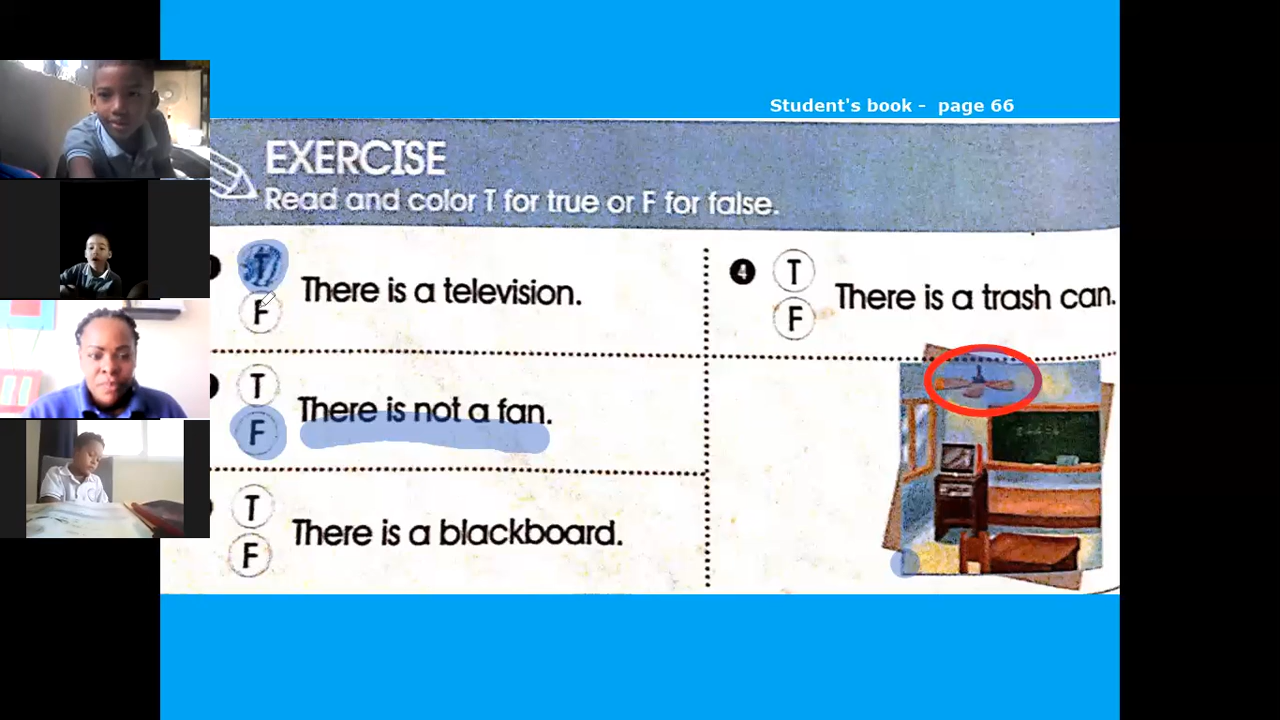 Student's book - page 66
EXERCISE
Read and color T for true or F for false.
T
F
There is a television.
T
F
There is not a fan.
T
F
There is a blackboard.
4
T
F
There is a trash can.